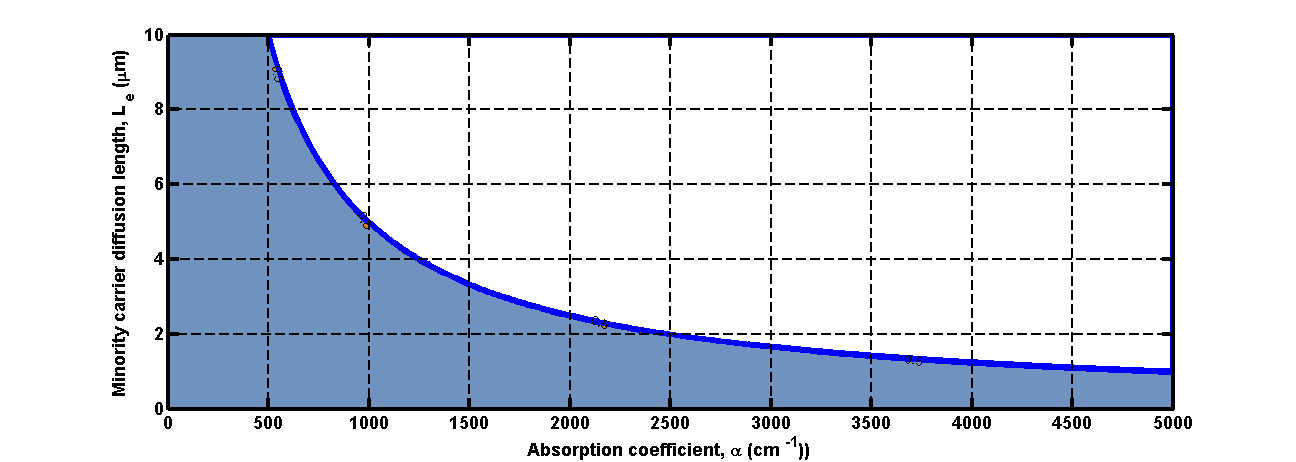 10
8
6
4
2
0
Minority carrier diffusion length, L e (μm)
0 500 1000 1500 2000 2500 3000 3500 4000 4500 5000
Absorption coefficient, α (cm -1))